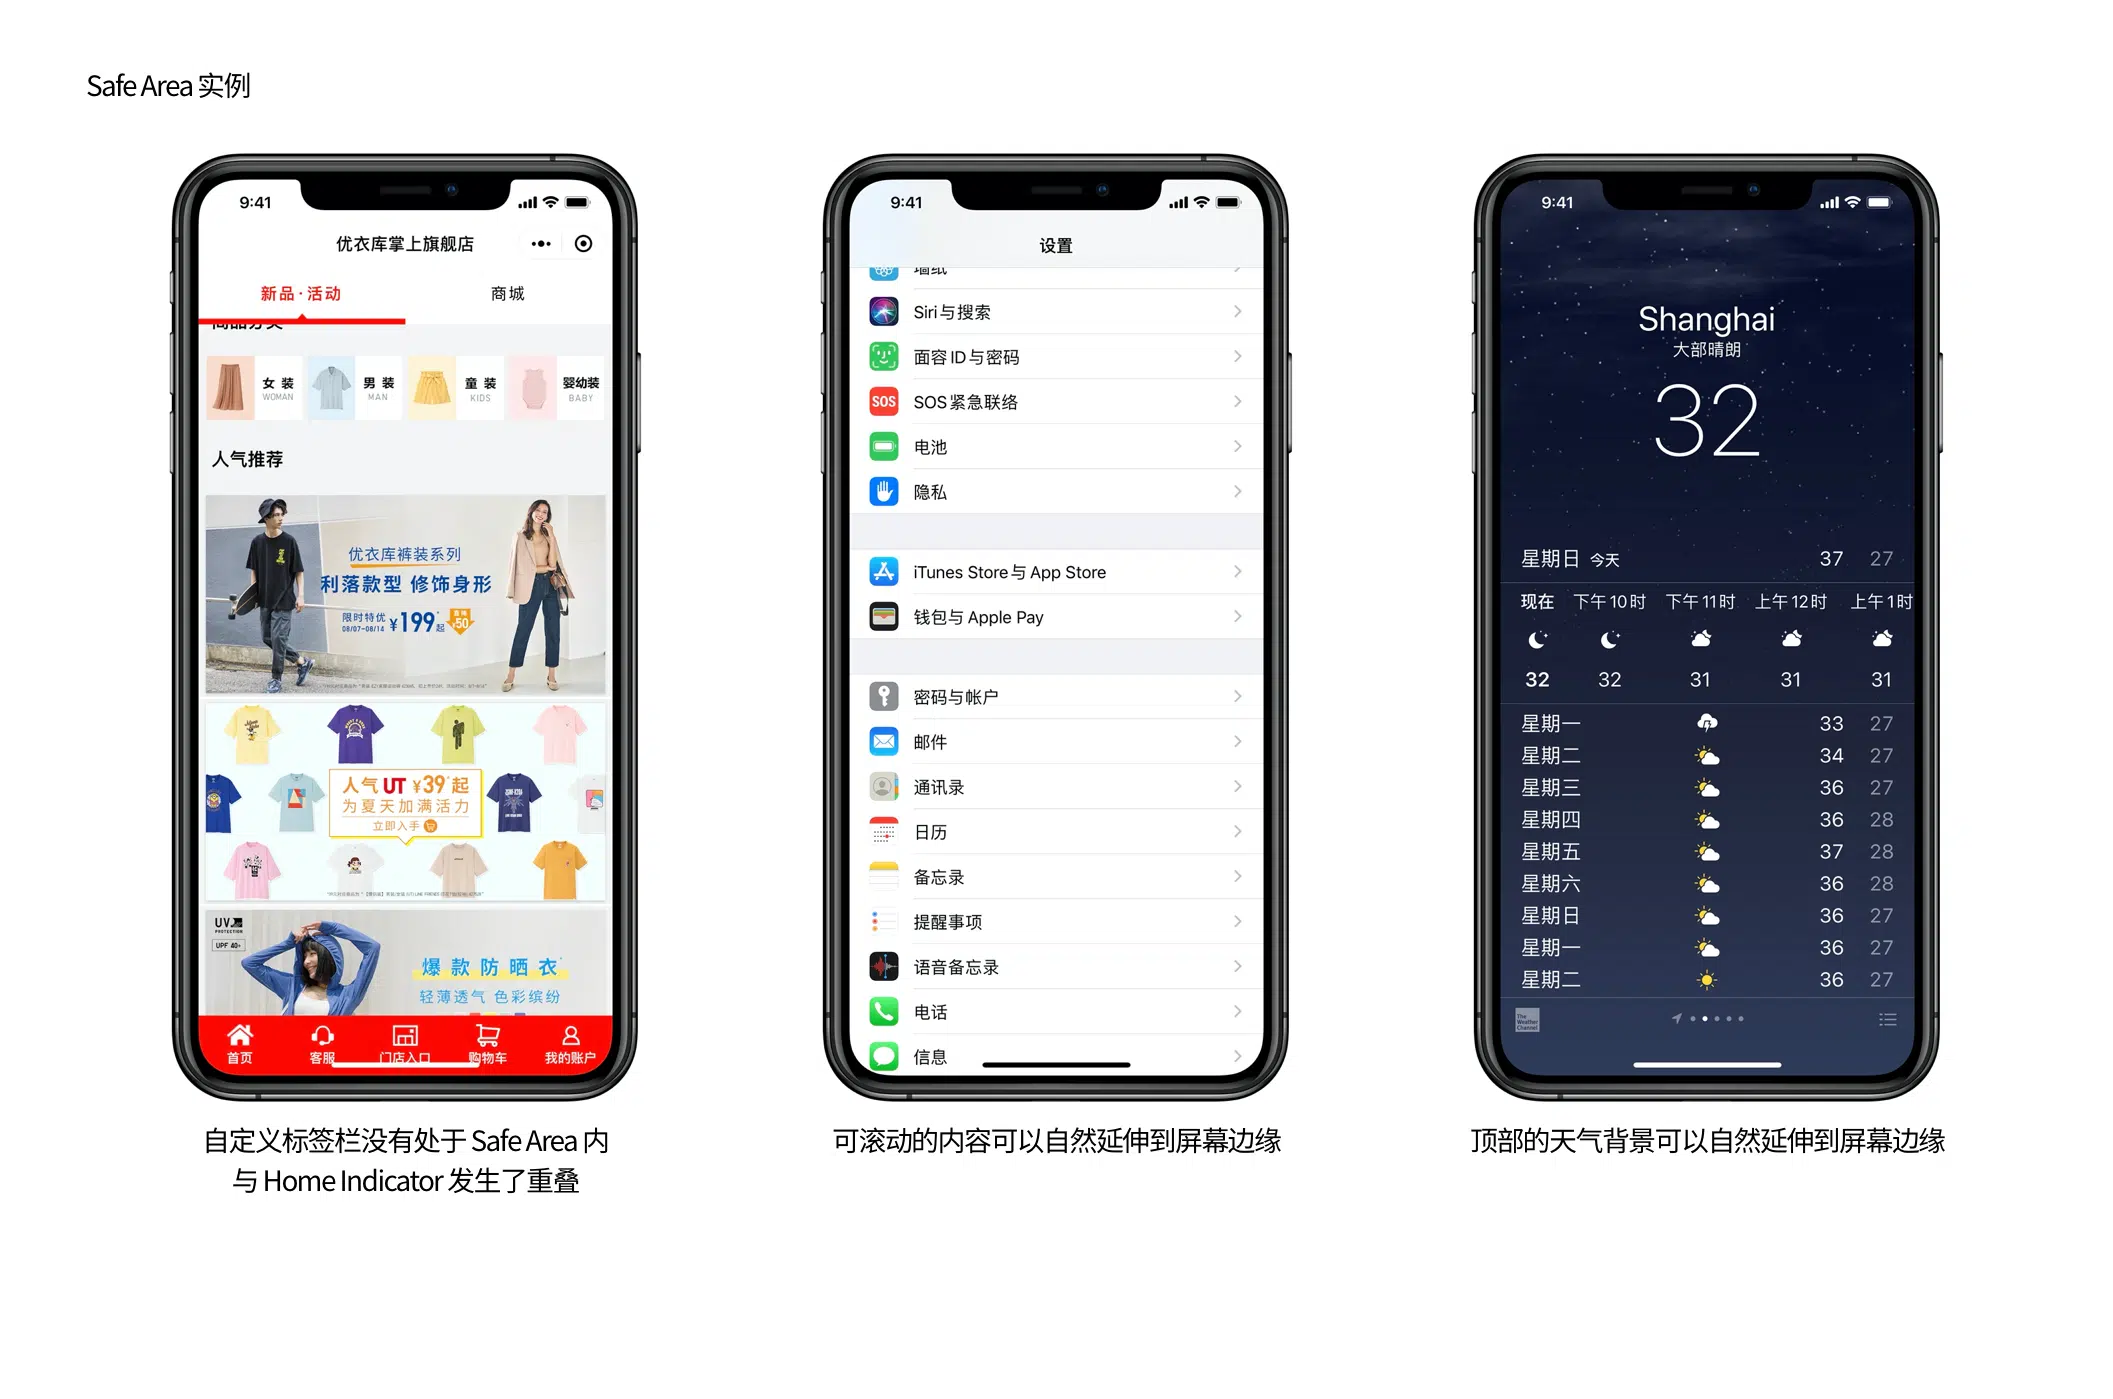 Safe Area 实例
9:41
优衣库掌上旗舰店
新品·活动
商城
商品分类
女 装
WOMAN
男 装
MAN
童 装
KIDS
婴幼装
BABY
人气推荐
优衣库裤装系列
利落款型 修饰身形
限时特优
08/07-08/14
¥199起
-50
人气 UT ¥39起
为夏天加满活力
立即入手
UV
PROTECTION
UPF 40+
爆款防晒衣
轻薄透气 色彩缤纷
首页
客服
门店入口
购物车
我的账户
自定义标签栏没有处于 Safe Area 内
与 Home Indicator 发生了重叠
9:41
设置
墙纸
Siri与搜索
面容 ID 与密码
SOS
SOS 紧急联络
电池
隐私
iTunes Store与 App Store
钱包与 Apple Pay
密码与帐户
邮件
通讯录
日历
备忘录
提醒事项
语音备忘录
电话
信息
可滚动的内容可以自然延伸到屏幕边缘
9:41
Shanghai
大部晴朗
32
星期日 今天 37 27
现在 下午10时 下午11时 上午12时 上午1时
32 32 31 31 31
星期一 33 27
星期二 34 27
星期三 36 27
星期四 36 28
星期五 37 28
星期六 36 28
星期日 36 27
星期一 36 27
星期二 36 27
The
Weather
Channel
顶部的天气背景可以自然延伸到屏幕边缘